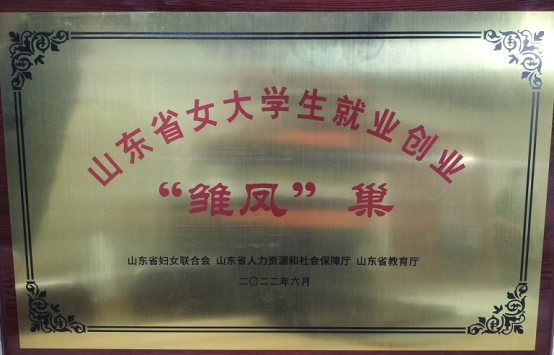 山东省女大学生就业创业
“雏凤” 巢
山东省妇女联合会 山东省人力资源和社会保障厅 山东省教育厅
二〇二二年六月